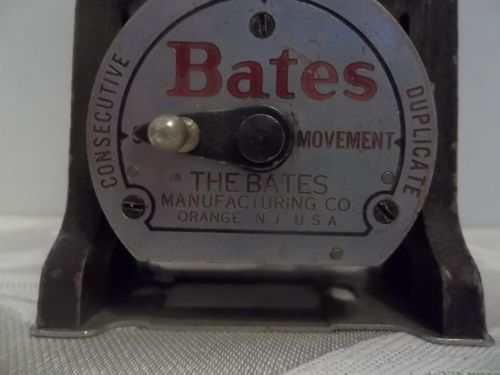 Bates
CONSECUTIVE
MOVEMENT
DUPLICATE
THE BATES
MANUFACTURING CO.
ORANGE, N.J. U.S.A.